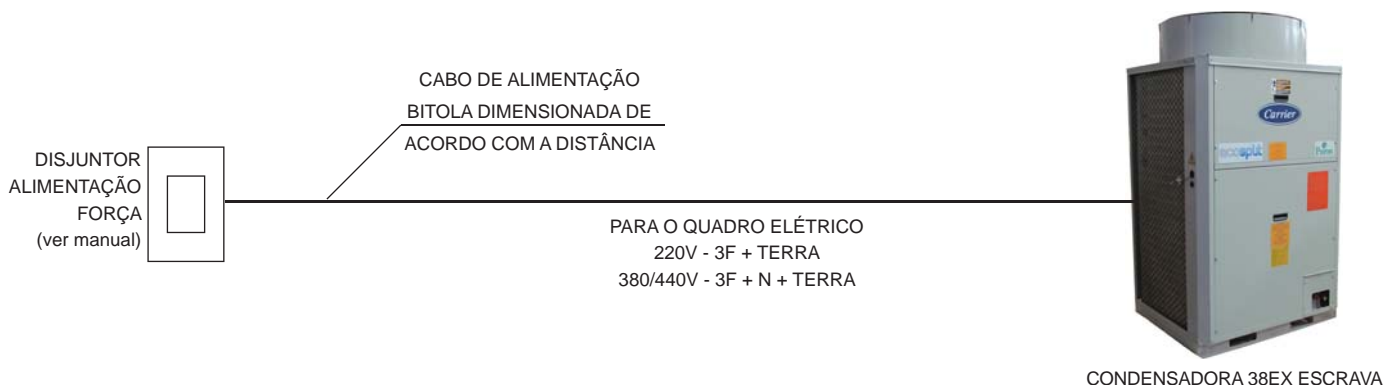 CABO DE ALIMENTAÇÃO
BITOLA DIMENSIONADA DE
ACORDO COM A DISTÂNCIA
DISJUNTOR
ALIMENTAÇÃO
FORÇA
(ver manual)
PARA O QUADRO ELÉTRICO
220V - 3F + TERRA
380/440V - 3F + N + TERRA
Carrier
ecosplit
CONDENSADORA 38EX ESCRAVA